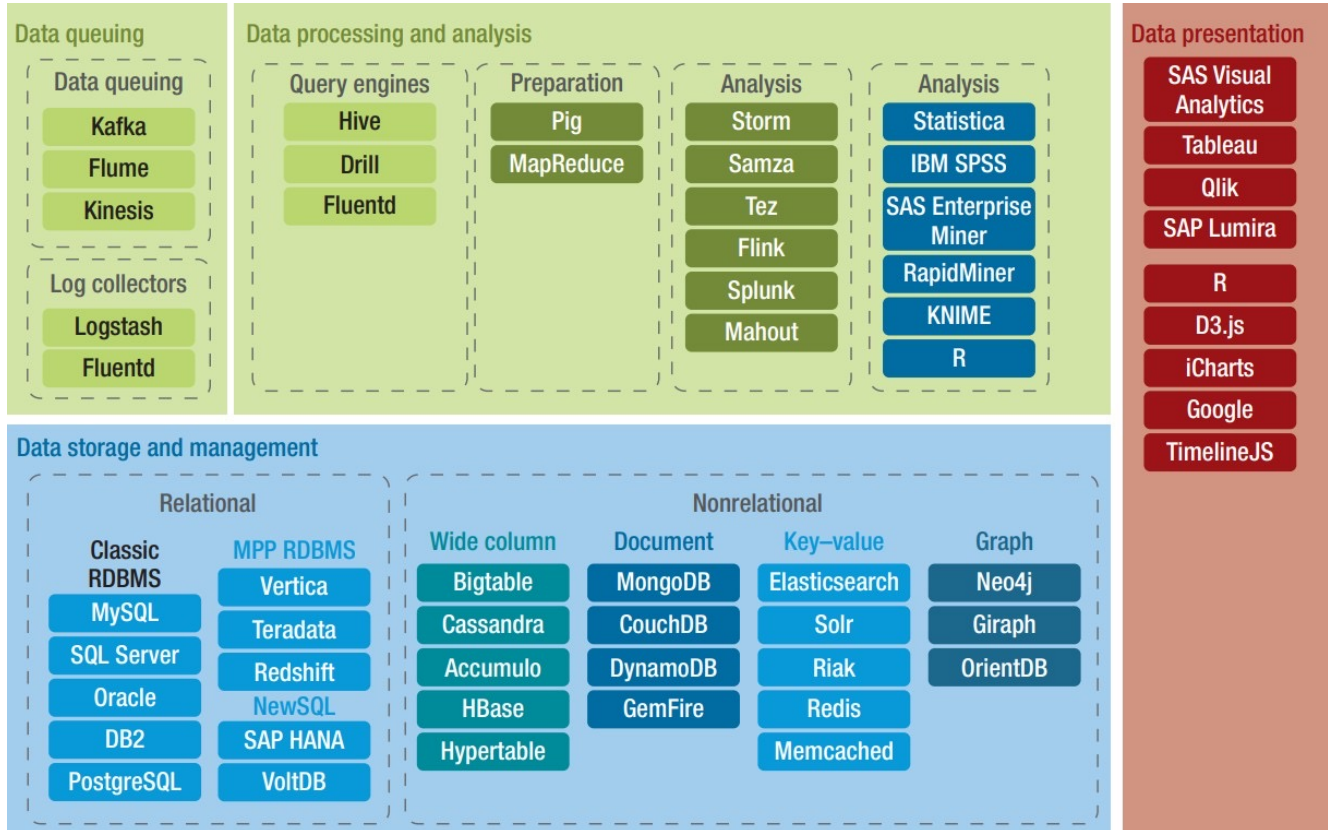 Data queuing
Data queuing
Kafka
Flume
Kinesis
Log collectors
Logstash
Fluentd
Data processing and analysis
Query engines
Hive
Drill
Fluentd
Preparation
Pig
MapReduce
Analysis
Storm
Samza
Tez
Flink
Splunk
Mahout
Analysis
Statistica
IBM SPSS
SAS Enterprise
Miner
RapidMiner
KNIME
R
Data presentation
SAS Visual
Analytics
Tableau
Qlik
SAP Lumira
R
D3.js
iCharts
Google
TimelineJS
Data storage and management
Relational
Classic
RDBMS
MySQL
SQL Server
Oracle
DB2
PostgreSQL
MPP RDBMS
Vertica
Teradata
Redshift
NewSQL
SAP HANA
VoltDB
Nonrelational
Wide column
Bigtable
Cassandra
Accumulo
HBase
Hypertable
Document
MongoDB
CouchDB
DynamoDB
GemFire
Key–value
Elasticsearch
Solr
Riak
Redis
Memcached
Graph
Neo4j
Giraph
OrientDB